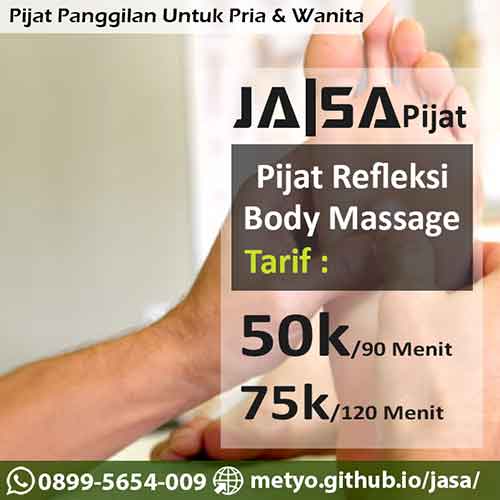 Pijat Panggilan Untuk Pria & Wanita
JA|SA Pijat
Pijat Refleksi
Body Massage
Tarif :
50k/90 Menit
75k/120 Menit
0899-5654-009 metyo.github.io/jasa/